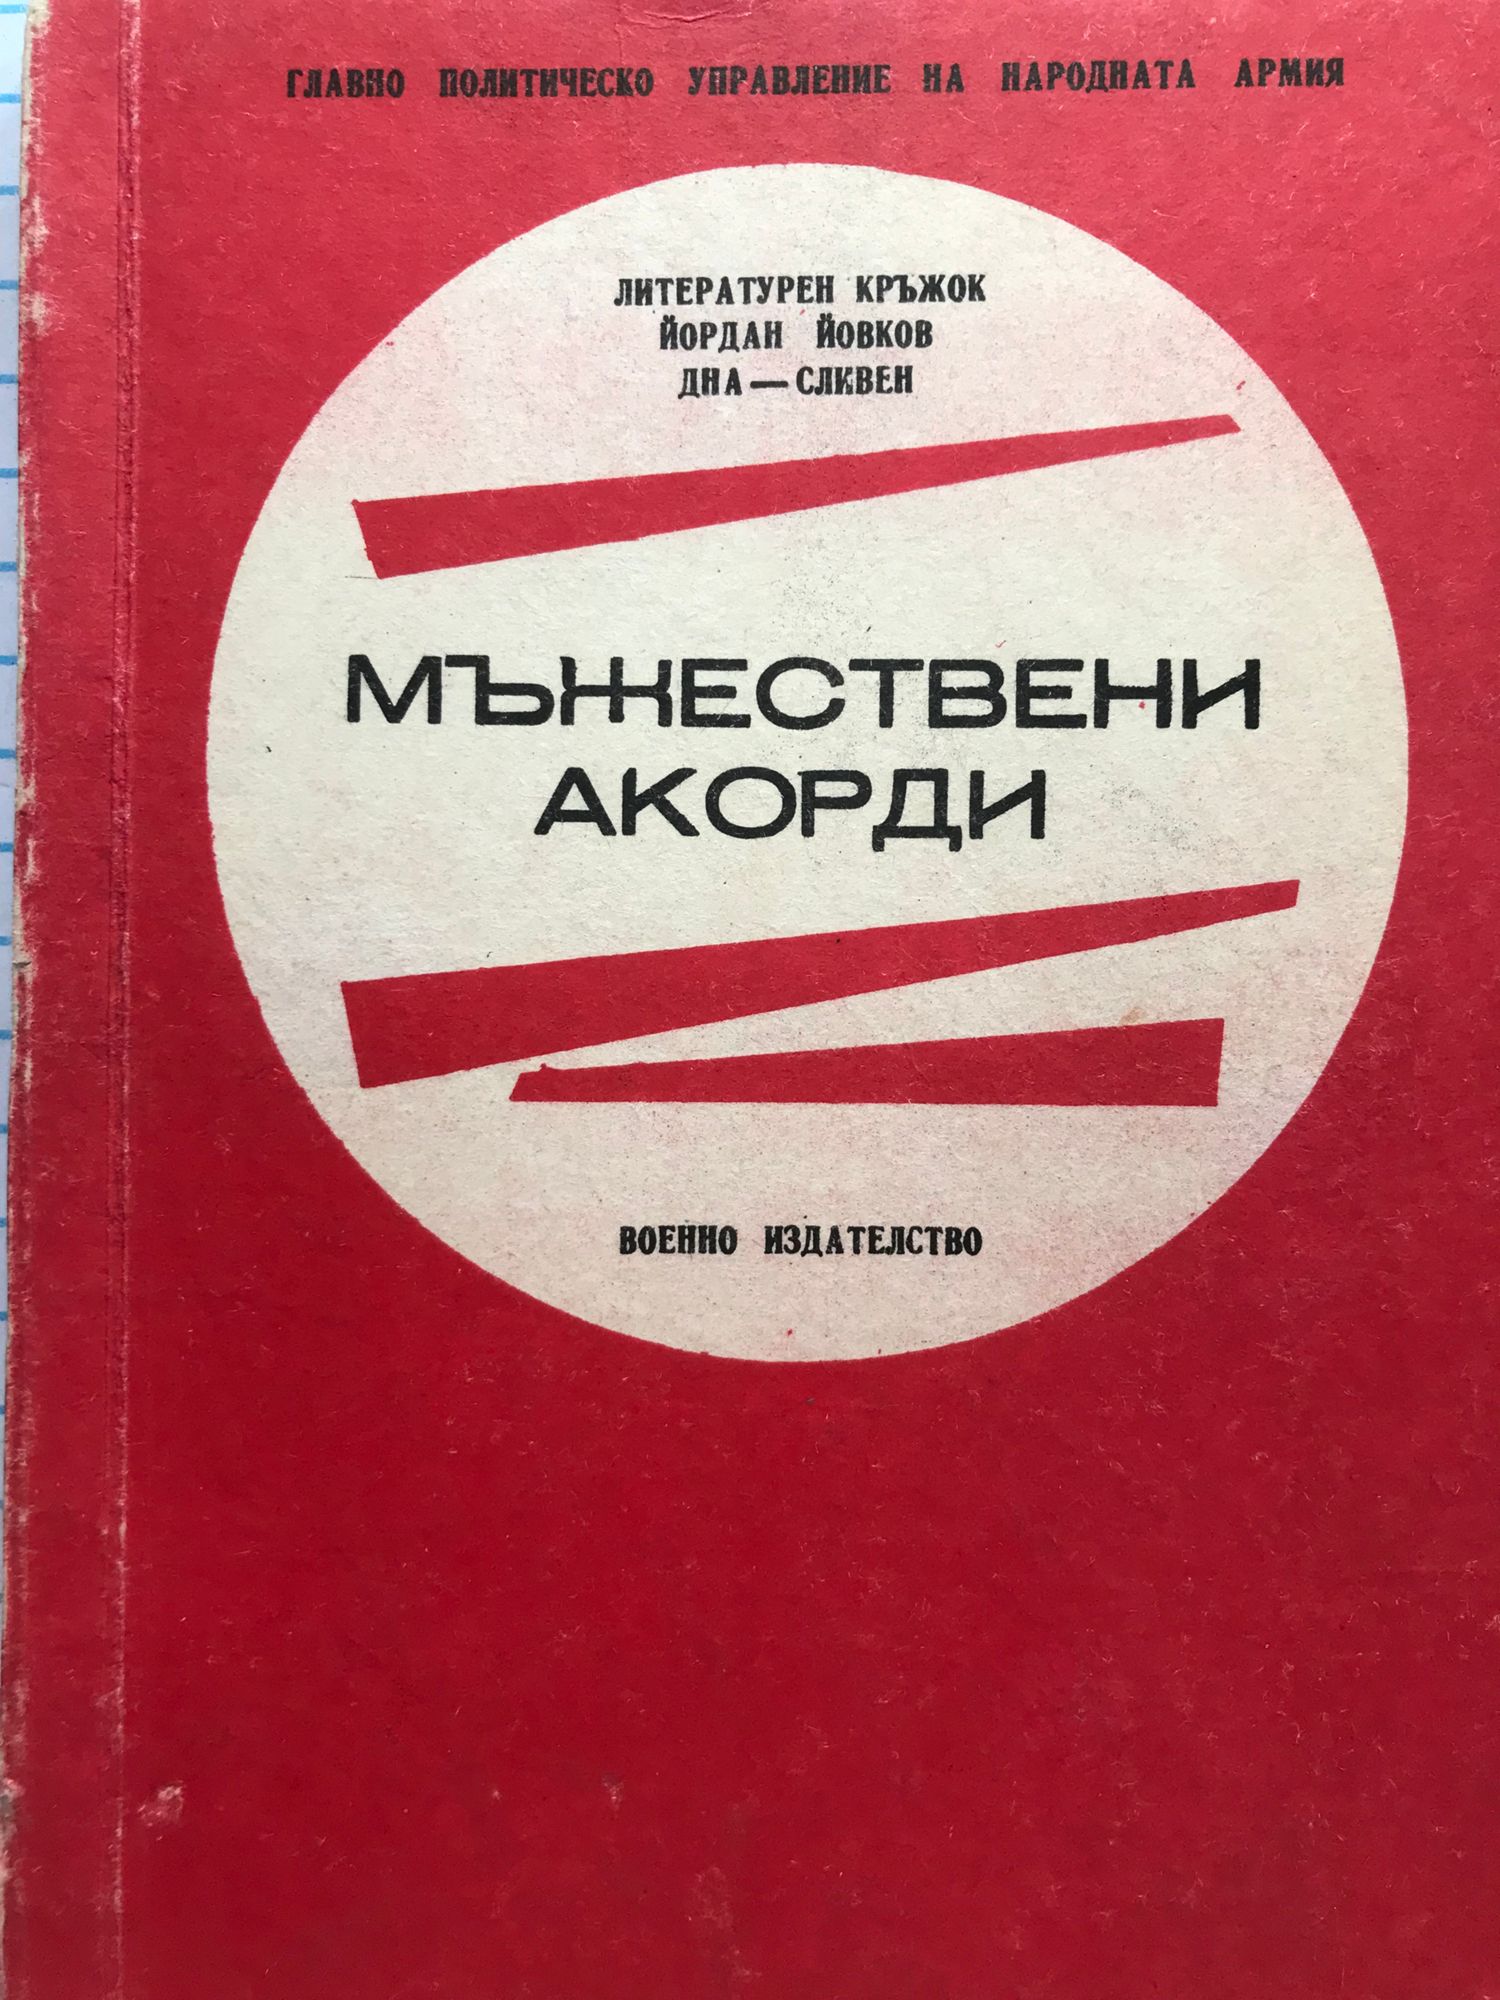 ГЛАВНО ПОЛИТИЧЕСКО УПРАВЛЕНИЕ НА НАРОДНАТА АРМИЯ
ЛИТЕРАТУРЕН КРЪЖОК
ЙОРДАН ЙОВКОВ
ДНА — СЛИВЕН
МЪЖЕСТВЕНИ
АКОРДИ
ВОЕННО ИЗДАТЕЛСТВО